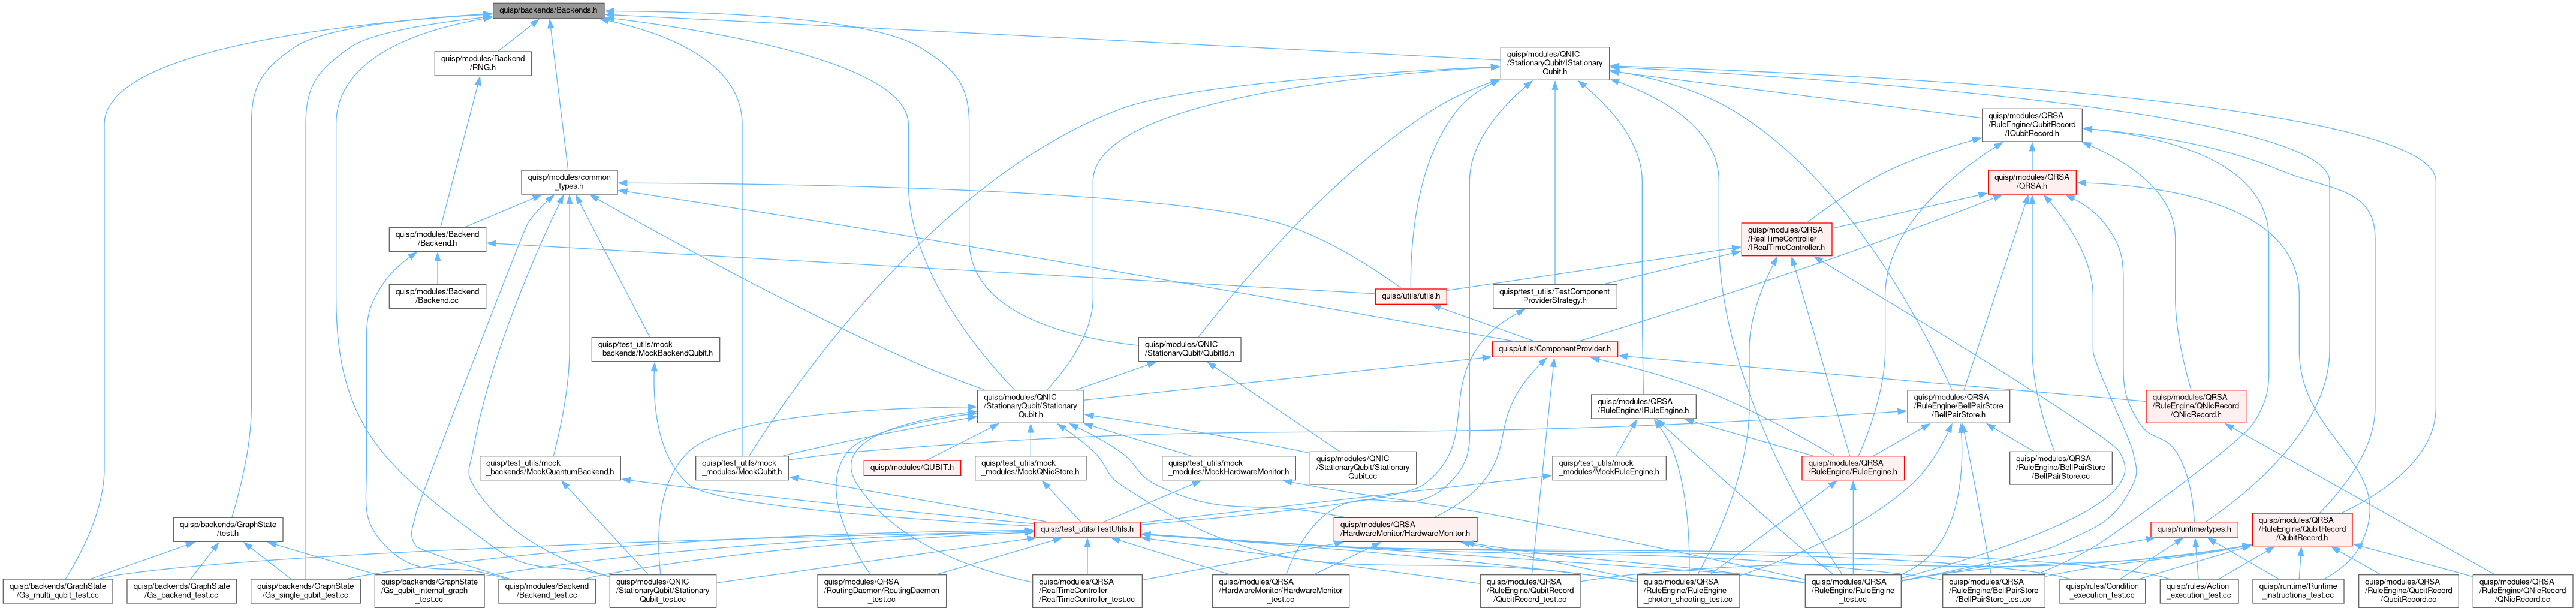 quisp/backends/Backends.h
quisp/modules/Backend
/RNG.h
quisp/modules/QNIC
/StationaryQubit/IStationary
Qubit.h
quisp/modules/QRSA
/RuleEngine/QubitRecord
/IQubitRecord.h
quisp/modules/common
_types.h
quisp/modules/QRSA
/QRSA.h
quisp/modules/Backend
/Backend.h
quisp/modules/QRSA
/RealTimeController
/IRealTimeController.h
quisp/modules/Backend
/Backend.cc
quisp/utils/utils.h
quisp/test_utils/TestComponent
ProviderStrategy.h
quisp/test_utils/mock
_backends/MockBackendQubit.h
quisp/modules/QNIC
/StationaryQubit/QubitId.h
quisp/utils/ComponentProvider.h
quisp/modules/QNIC
/StationaryQubit/Stationary
Qubit.h
quisp/modules/QRSA
/RuleEngine/IRuleEngine.h
quisp/modules/QRSA
/RuleEngine/BellPairStore
/BellPairStore.h
quisp/modules/QRSA
/RuleEngine/QNicRecord
/QNicRecord.h
quisp/test_utils/mock
_backends/MockQuantumBackend.h
quisp/test_utils/mock
_modules/MockQubit.h
quisp/modules/QUBIT.h
quisp/test_utils/mock
_modules/MockQNicStore.h
quisp/test_utils/mock
_modules/MockHardwareMonitor.h
quisp/modules/QNIC
/StationaryQubit/Stationary
Qubit.cc
quisp/test_utils/mock
_modules/MockRuleEngine.h
quisp/modules/QRSA
/RuleEngine/RuleEngine.h
quisp/modules/QRSA
/RuleEngine/BellPairStore
/BellPairStore.cc
quisp/backends/GraphState
/test.h
quisp/test_utils/TestUtils.h
quisp/modules/QRSA
/HardwareMonitor/HardwareMonitor.h
quisp/runtime/types.h
quisp/modules/QRSA
/RuleEngine/QubitRecord
/QubitRecord.h
quisp/backends/GraphState
/Gs_multi_qubit_test.cc
quisp/backends/GraphState
/Gs_backend_test.cc
quisp/backends/GraphState
/Gs_single_qubit_test.cc
quisp/backends/GraphState
/Gs_qubit_internal_graph
_test.cc
quisp/modules/Backend
/Backend_test.cc
quisp/modules/QNIC
/StationaryQubit/Stationary
Qubit_test.cc
quisp/modules/QRSA
/RoutingDaemon/RoutingDaemon
_test.cc
quisp/modules/QRSA
/RealTimeController
/RealTimeController_test.cc
quisp/modules/QRSA
/HardwareMonitor/HardwareMonitor
_test.cc
quisp/modules/QRSA
/RuleEngine/QubitRecord
/QubitRecord_test.cc
quisp/modules/QRSA
/RuleEngine/RuleEngine
_photon_shooting_test.cc
quisp/modules/QRSA
/RuleEngine/RuleEngine
_test.cc
quisp/modules/QRSA
/RuleEngine/BellPairStore
/BellPairStore_test.cc
quisp/rules/Condition
_execution_test.cc
quisp/rules/Action
_execution_test.cc
quisp/runtime/Runtime
_instructions_test.cc
quisp/modules/QRSA
/RuleEngine/QubitRecord
/QubitRecord.cc
quisp/modules/QRSA
/RuleEngine/QNicRecord
/QNicRecord.cc